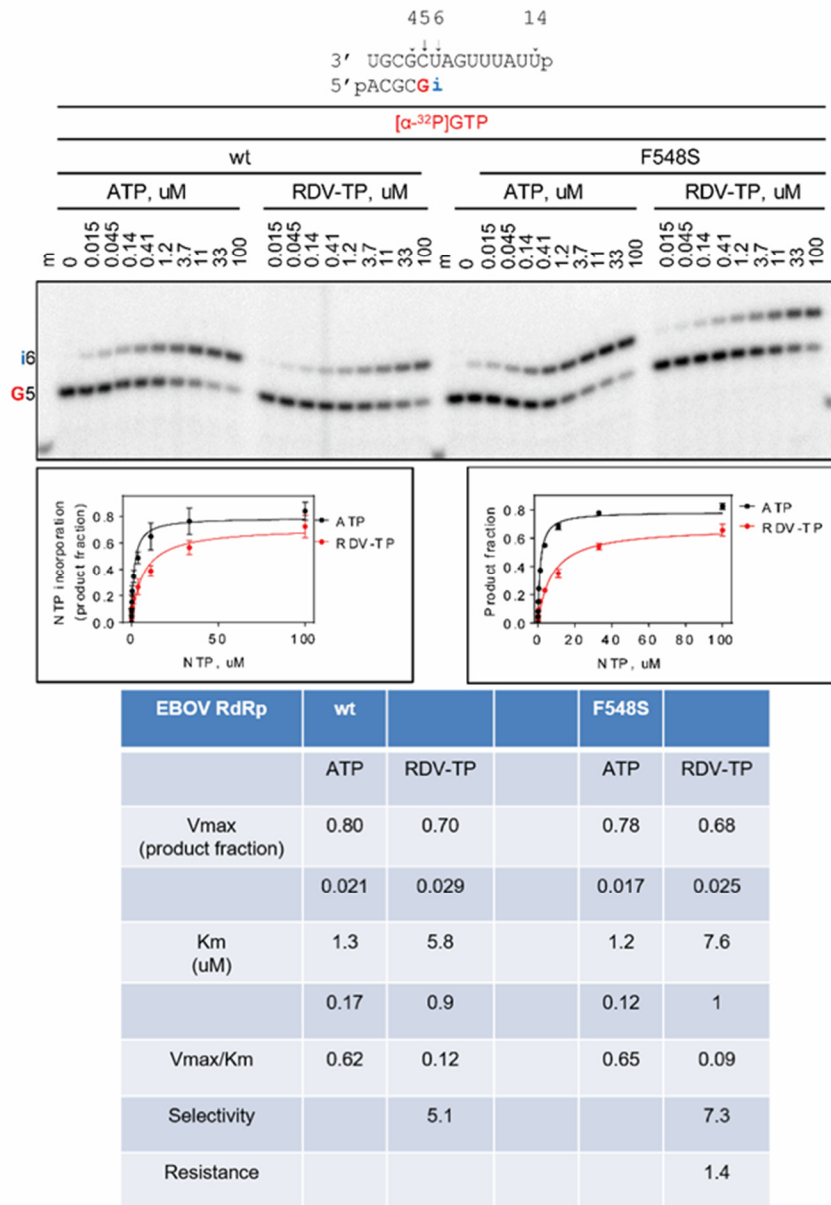 456 14
3' UGCGCUAGUUUAUUp
5'pACGCGi
[α-³²P]GTP
wt F548S
ATP, uM RDV-TP, uM ATP, uM RDV-TP, uM
m 0 0.015 0.045 0.14 0.41 1.2 3.7 11 33 100 0.015 0.045 0.14 0.41 1.2 3.7 11 33 100 m 0 0.015 0.045 0.14 0.41 1.2 3.7 11 33 100 0.015 0.045 0.14 0.41 1.2 3.7 11 33 100
i6
G5
NTP incorporation
(product fraction)
0.8
0.6
0.4
0.2
0.0
0 50 100
NTP, uM
ATP
RDV-TP
Product fraction
0.8
0.6
0.4
0.2
0.0
0 20 40 60 80 100
NTP, uM
ATP
RDV-TP
EBOV RdRp wt F548S
ATP RDV-TP ATP RDV-TP
Vmax
(product fraction) 0.80 0.70 0.78 0.68
0.021 0.029 0.017 0.025
Km
(uM) 1.3 5.8 1.2 7.6
0.17 0.9 0.12 1
Vmax/Km 0.62 0.12 0.65 0.09
Selectivity 5.1 7.3
Resistance 1.4